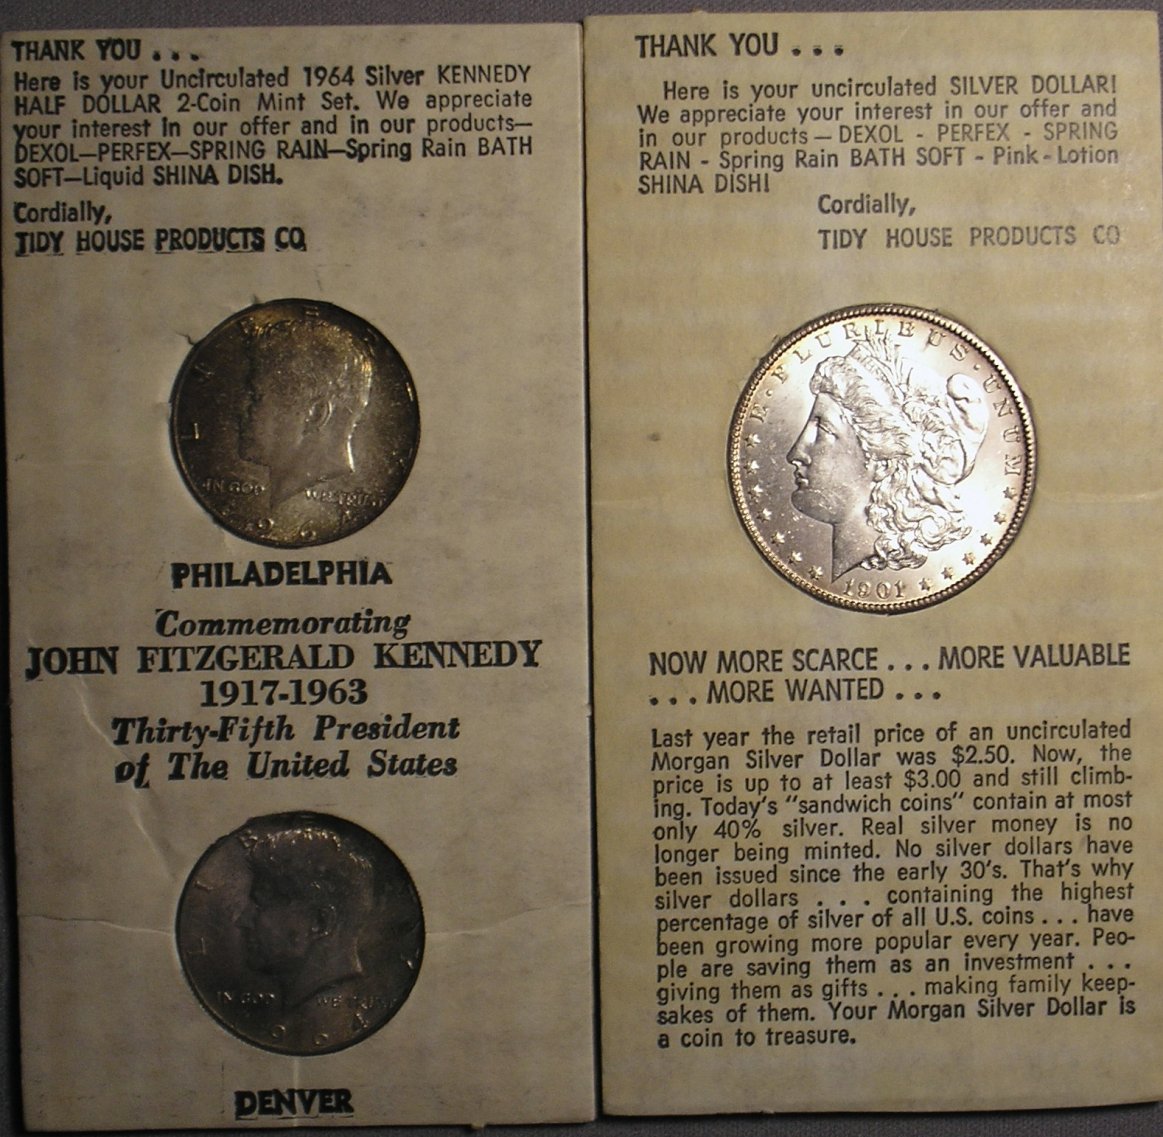 THANK YOU . . .
Here is your Uncirculated 1964 Silver KENNEDY
HALF DOLLAR 2-Coin Mint Set. We appreciate
your interest in our offer and in our products—
DEXOL—PERFEX—SPRING RAIN—Spring Rain BATH
SOFT—Liquid SHINA DISH.
Cordially,
TIDY HOUSE PRODUCTS CO.
IN GOD WE TRUST
1964
PHILADELPHIA
Commemorating
JOHN FITZGERALD KENNEDY
1917-1963
Thirty-Fifth President
of The United States
IN GOD WE TRUST
DENVER
THANK YOU . . .
Here is your uncirculated SILVER DOLLAR!
We appreciate your interest in our offer and
in our products — DEXOL - PERFEX - SPRING
RAIN - Spring Rain BATH SOFT - Pink - Lotion
SHINA DISH!
Cordially,
TIDY HOUSE PRODUCTS CO
E·PLURIBUS·UNUM
1901
NOW MORE SCARCE . . . MORE VALUABLE
. . . MORE WANTED . . .
Last year the retail price of an uncirculated
Morgan Silver Dollar was $2.50. Now, the
price is up to at least $3.00 and still climb-
ing. Today's "sandwich coins" contain at most
only 40% silver. Real silver money is no
longer being minted. No silver dollars have
been issued since the early 30's. That's why
silver dollars . . . containing the highest
percentage of silver of all U.S. coins . . . have
been growing more popular every year. Peo-
ple are saving them as an investment . . .
giving them as gifts . . . making family keep-
sakes of them. Your Morgan Silver Dollar is
a coin to treasure.